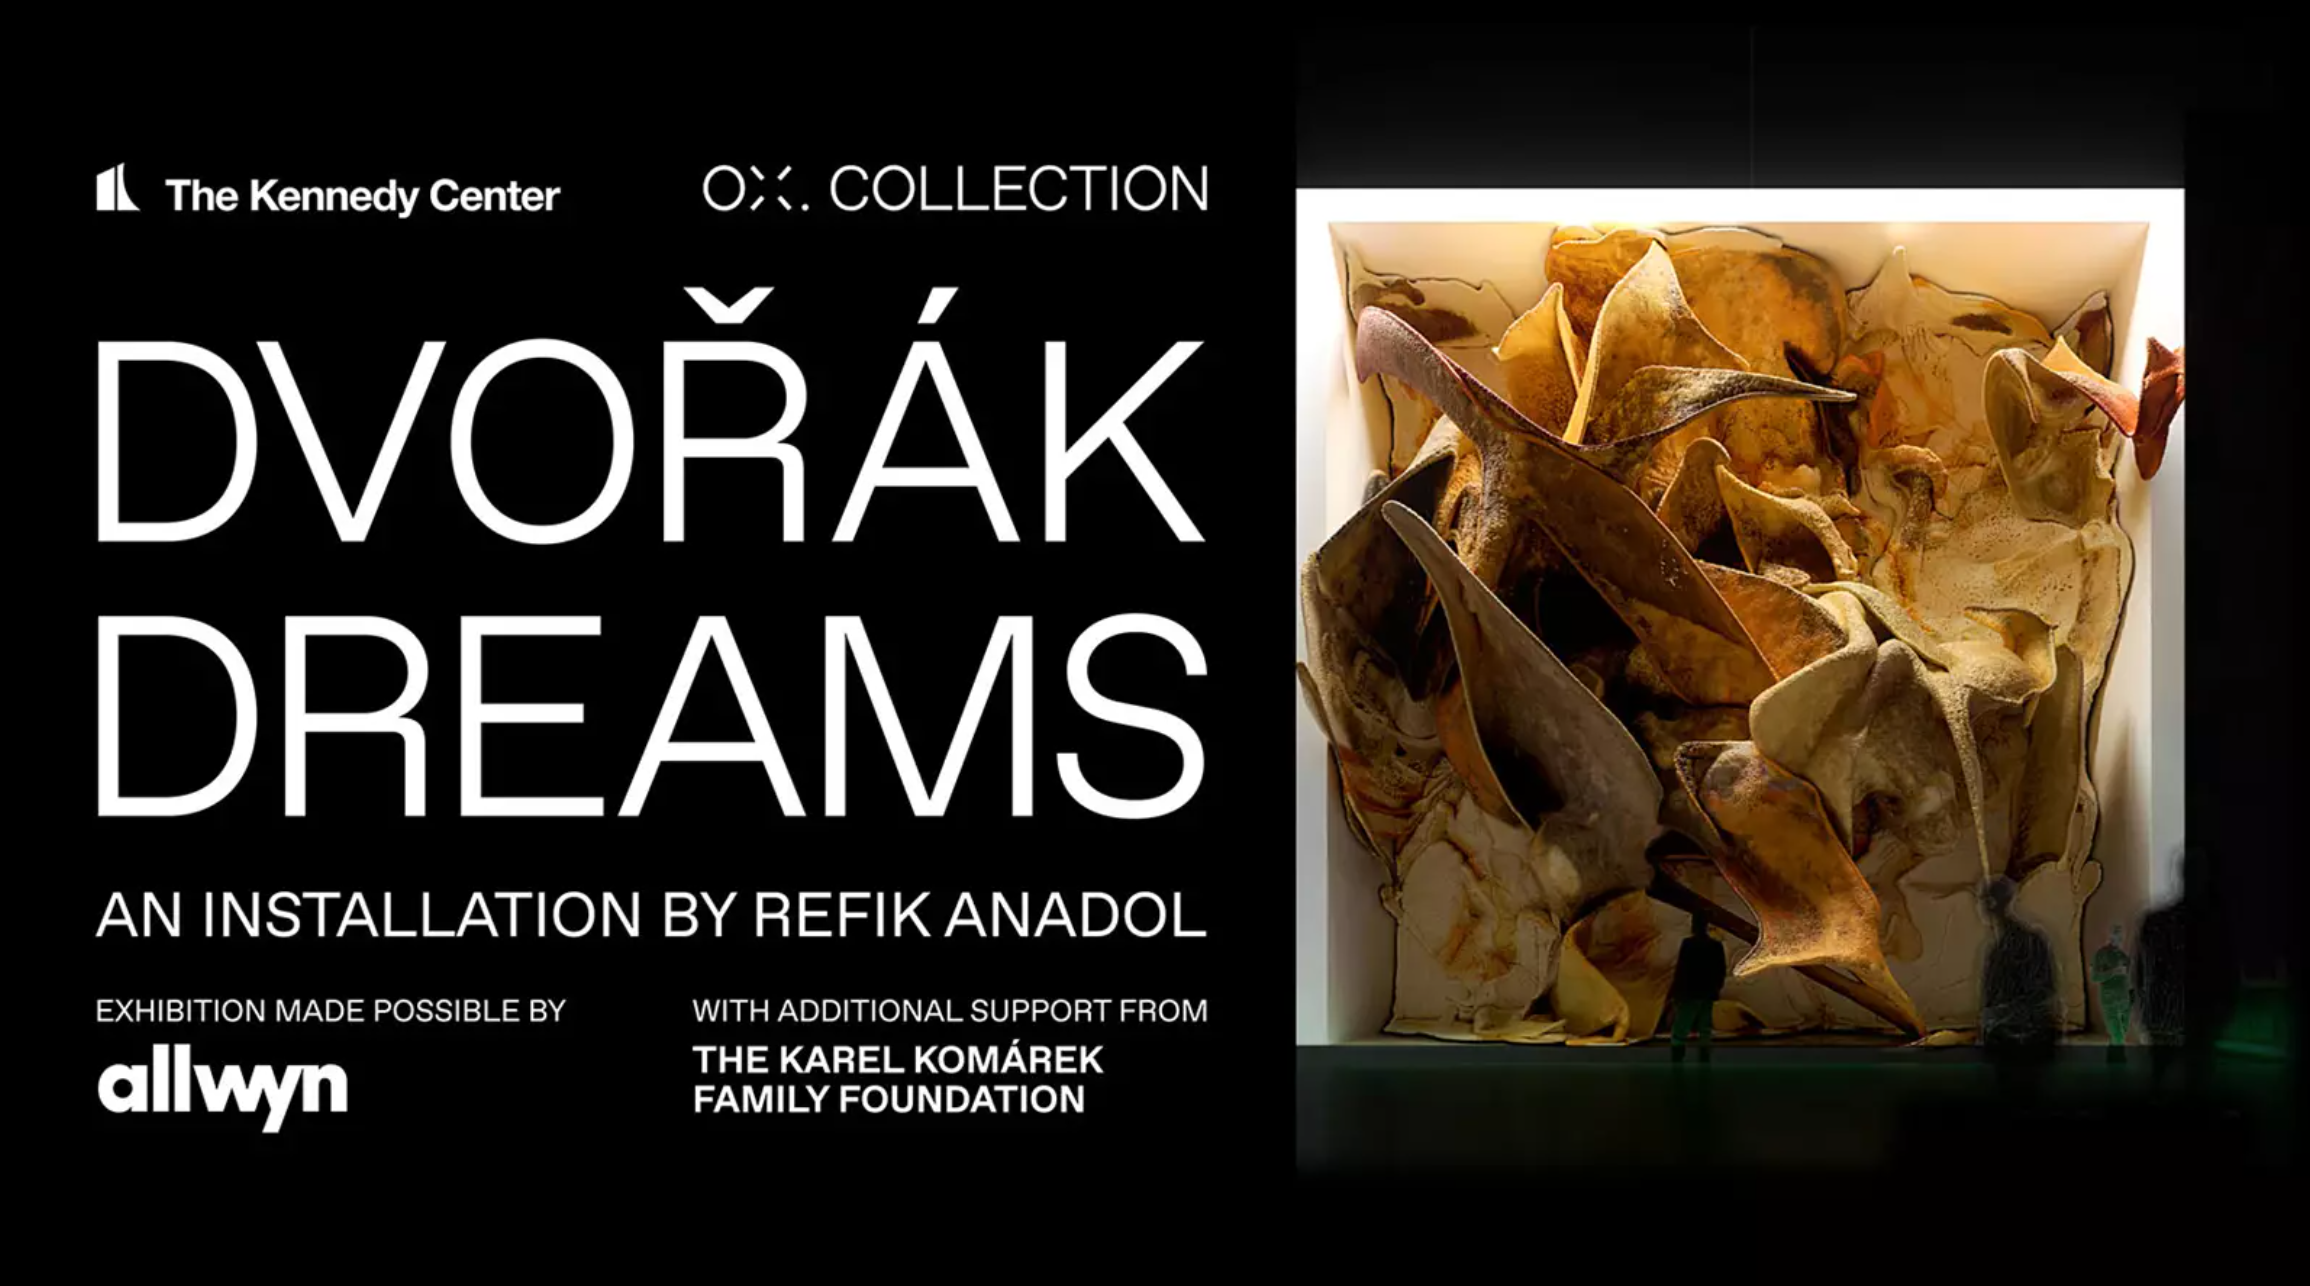 The Kennedy Center
OX. COLLECTION
DVOŘÁK
DREAMS
AN INSTALLATION BY REFIK ANADOL
EXHIBITION MADE POSSIBLE BY
allwyn
WITH ADDITIONAL SUPPORT FROM
THE KAREL KOMÁREK
FAMILY FOUNDATION